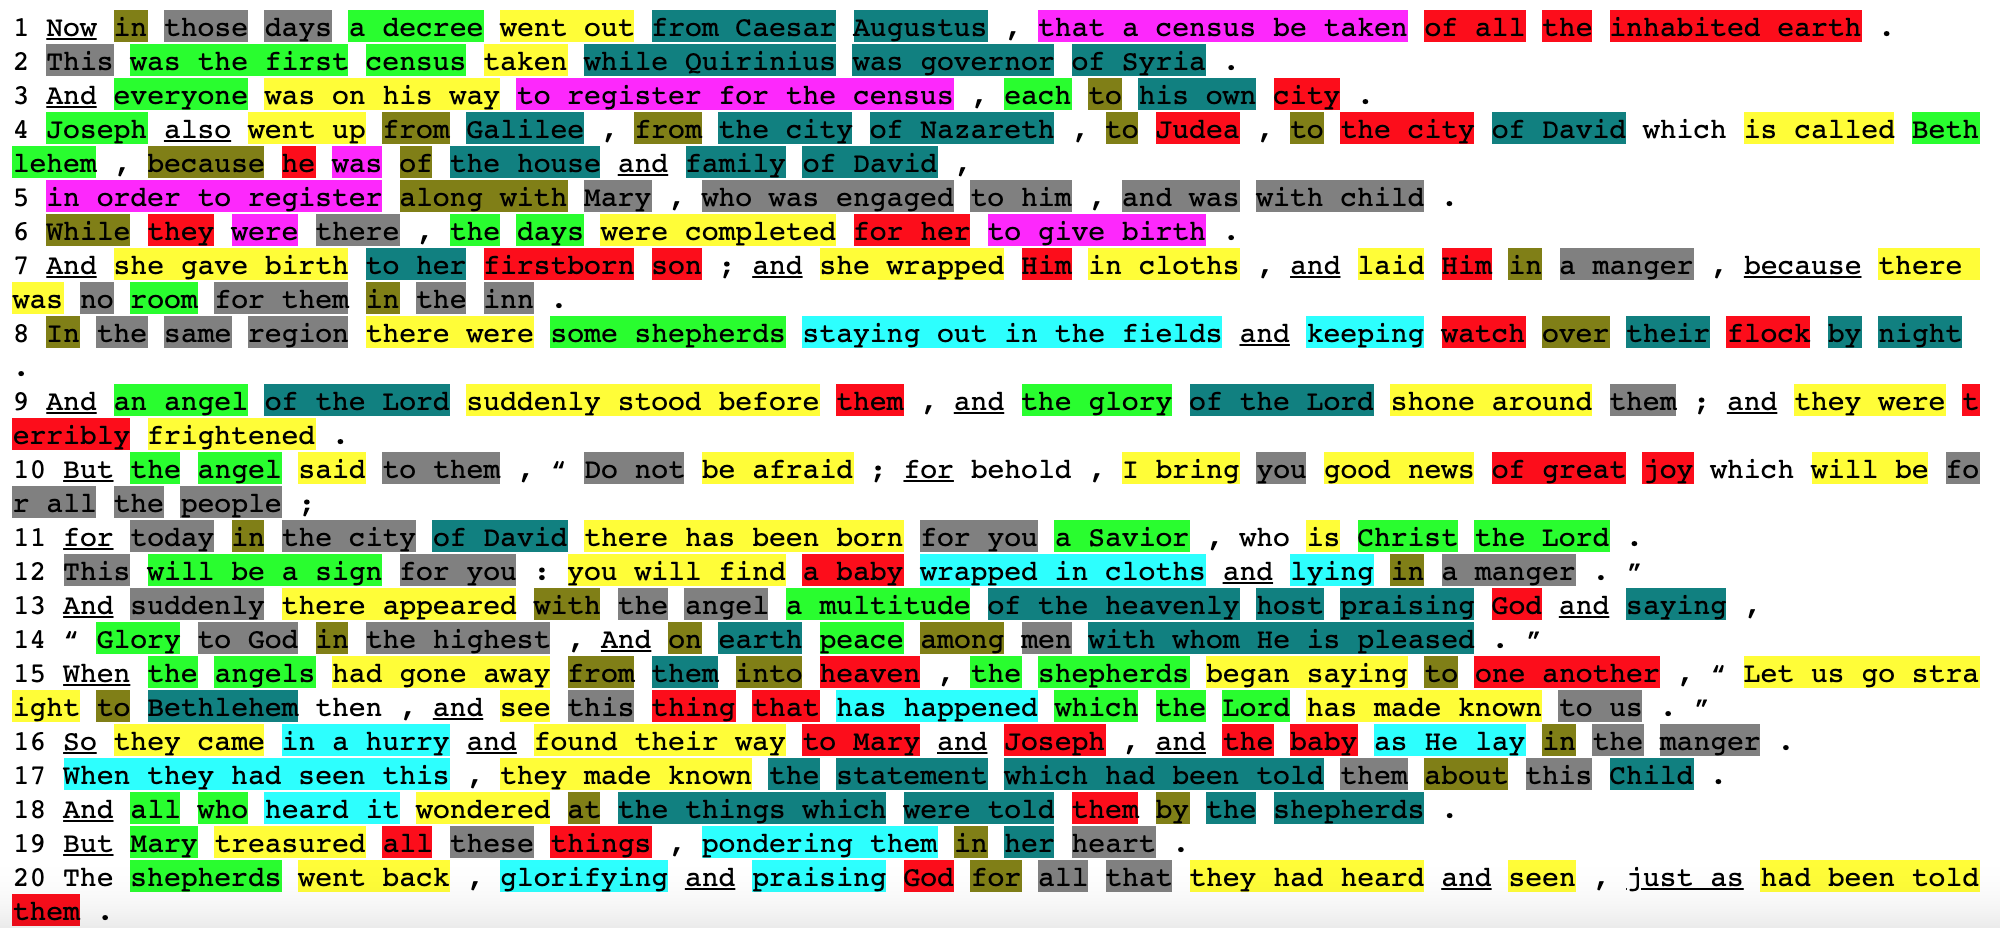 1 Now in those days a decree went out from Caesar Augustus , that a census be taken of all the inhabited earth .
2 This was the first census taken while Quirinius was governor of Syria .
3 And everyone was on his way to register for the census , each to his own city .
4 Joseph also went up from Galilee , from the city of Nazareth , to Judea , to the city of David which is called Beth
lehem , because he was of the house and family of David ,
5 in order to register along with Mary , who was engaged to him , and was with child .
6 While they were there , the days were completed for her to give birth .
7 And she gave birth to her firstborn son ; and she wrapped Him in cloths , and laid Him in a manger , because there
was no room for them in the inn .
8 In the same region there were some shepherds staying out in the fields and keeping watch over their flock by night
.
9 And an angel of the Lord suddenly stood before them , and the glory of the Lord shone around them ; and they were t
erribly frightened .
10 But the angel said to them , “ Do not be afraid ; for behold , I bring you good news of great joy which will be fo
r all the people ;
11 for today in the city of David there has been born for you a Savior , who is Christ the Lord .
12 This will be a sign for you : you will find a baby wrapped in cloths and lying in a manger . ”
13 And suddenly there appeared with the angel a multitude of the heavenly host praising God and saying ,
14 “ Glory to God in the highest , And on earth peace among men with whom He is pleased . ”
15 When the angels had gone away from them into heaven , the shepherds began saying to one another , “ Let us go stra
ight to Bethlehem then , and see this thing that has happened which the Lord has made known to us . ”
16 So they came in a hurry and found their way to Mary and Joseph , and the baby as He lay in the manger .
17 When they had seen this , they made known the statement which had been told them about this Child .
18 And all who heard it wondered at the things which were told them by the shepherds .
19 But Mary treasured all these things , pondering them in her heart .
20 The shepherds went back , glorifying and praising God for all that they had heard and seen , just as had been told
them .